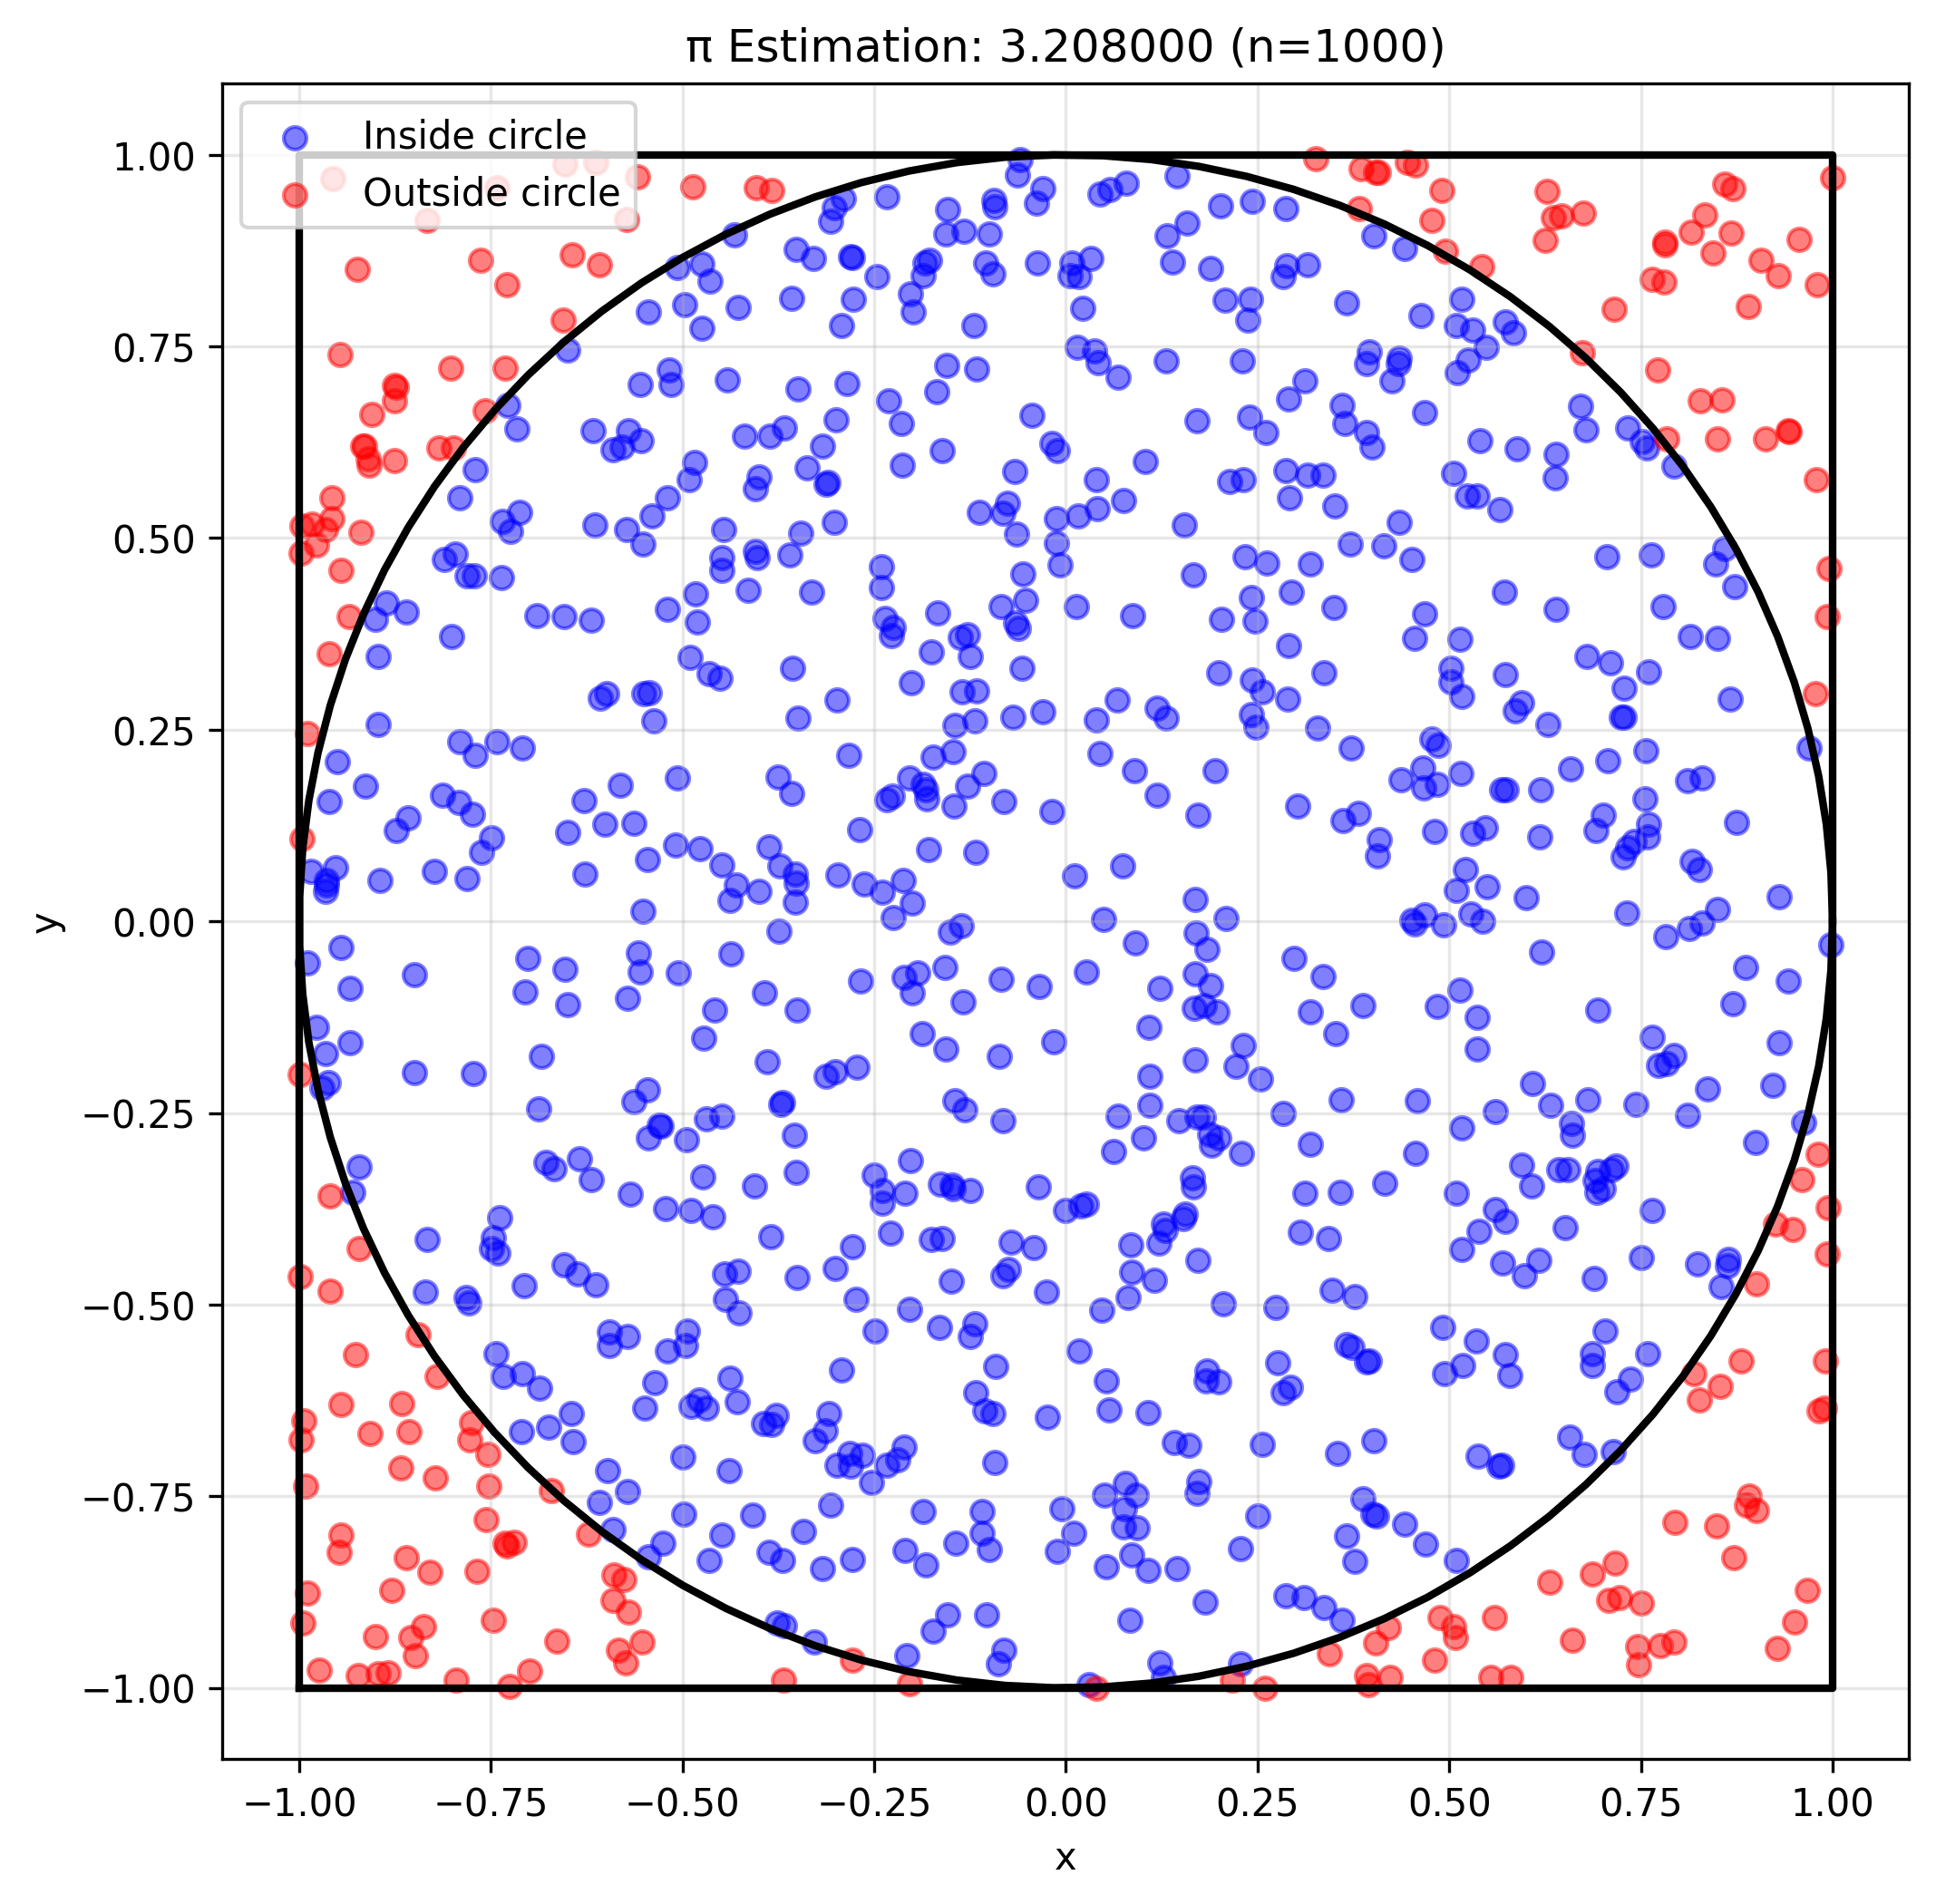 π Estimation: 3.208000 (n=1000)
Inside circle
Outside circle
1.00
0.75
0.50
0.25
0.00
−0.25
−0.50
−0.75
−1.00
y
−1.00 −0.75 −0.50 −0.25 0.00 0.25 0.50 0.75 1.00
x